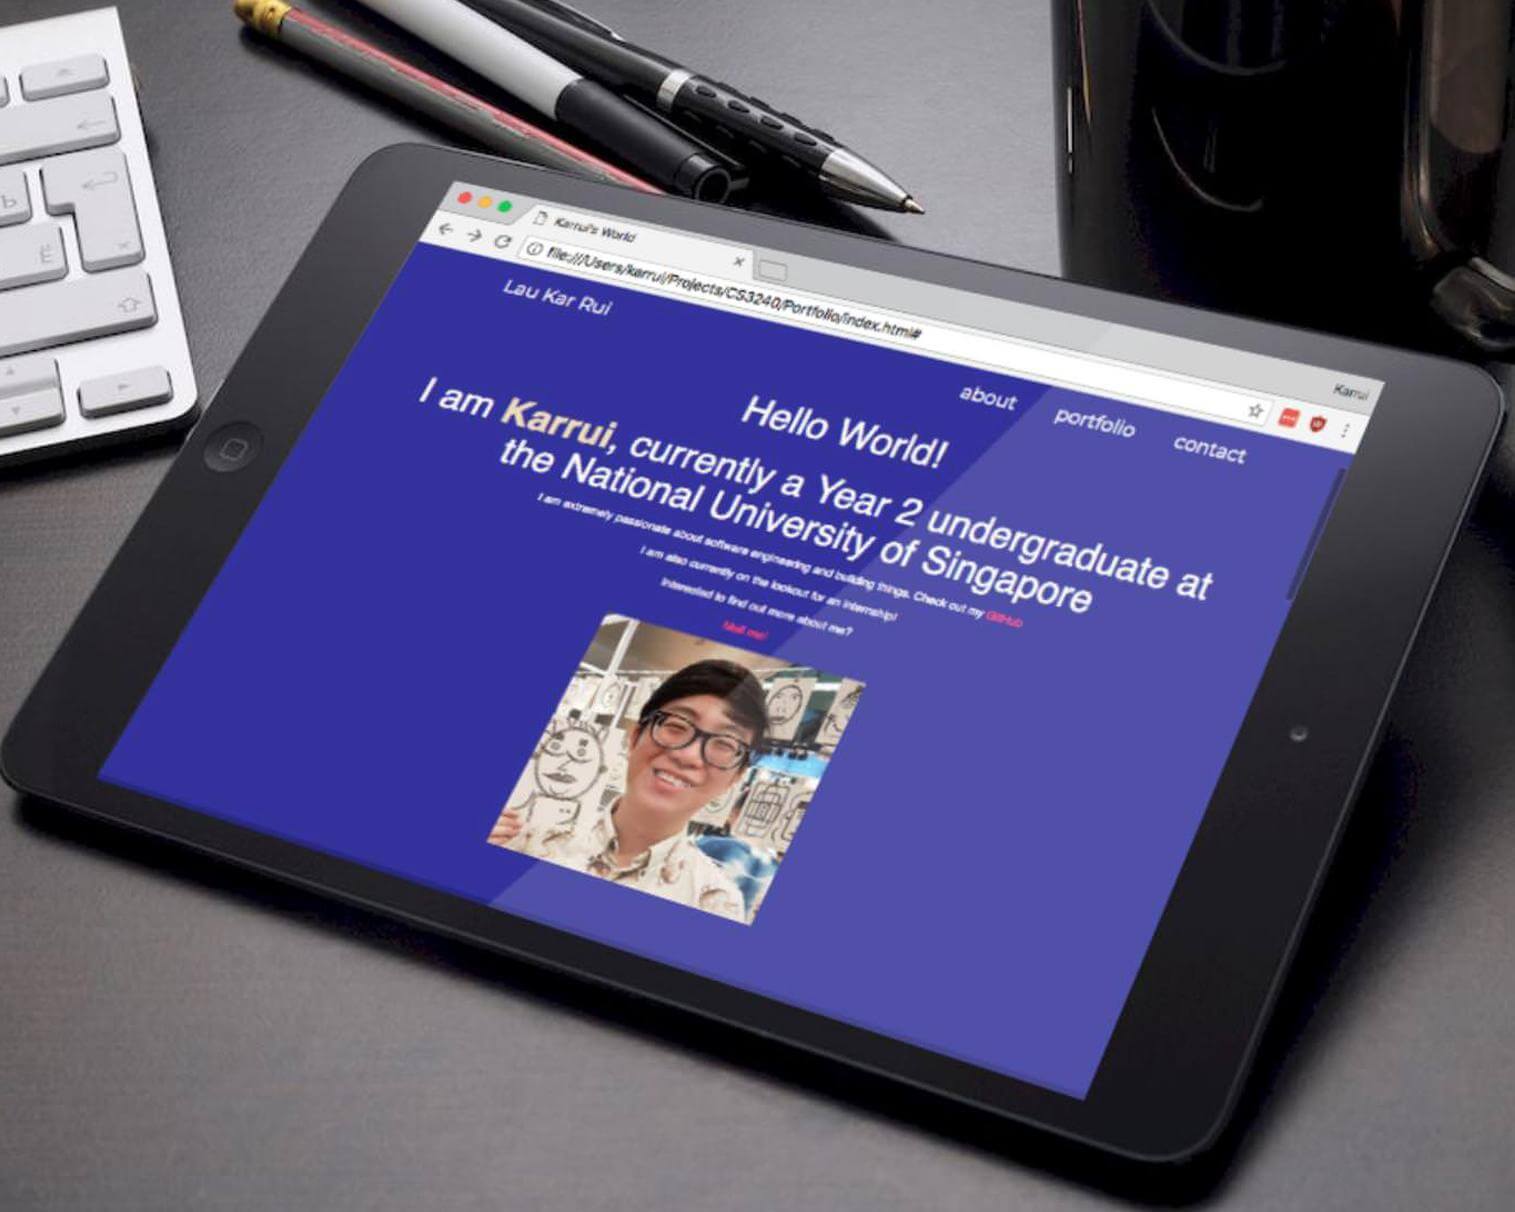 Karrui's World
Karrui
file:///Users/karrui/Projects/CS3240/Portfolio/index.html#
Lau Kar Rui
about
portfolio
contact
Hello World!
I am Karrui, currently a Year 2 undergraduate at
the National University of Singapore
I am extremely passionate about software engineering and building things. Check out my GitHub
I am also currently on the lookout for an internship!
Interested to find out more about me?
Mail me!